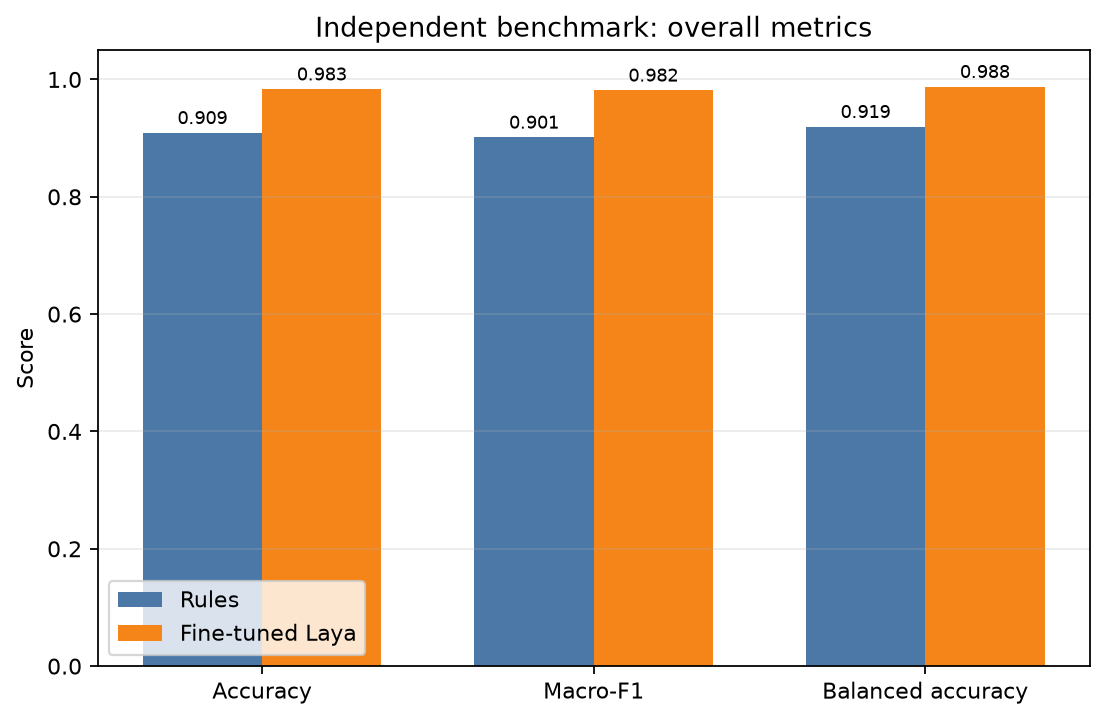 Independent benchmark: overall metrics
0.983
0.982
0.988
0.909
0.901
0.919
1.0
0.8
0.6
0.4
0.2
0.0
Score
Rules
Fine-tuned Laya
Accuracy
Macro-F1
Balanced accuracy